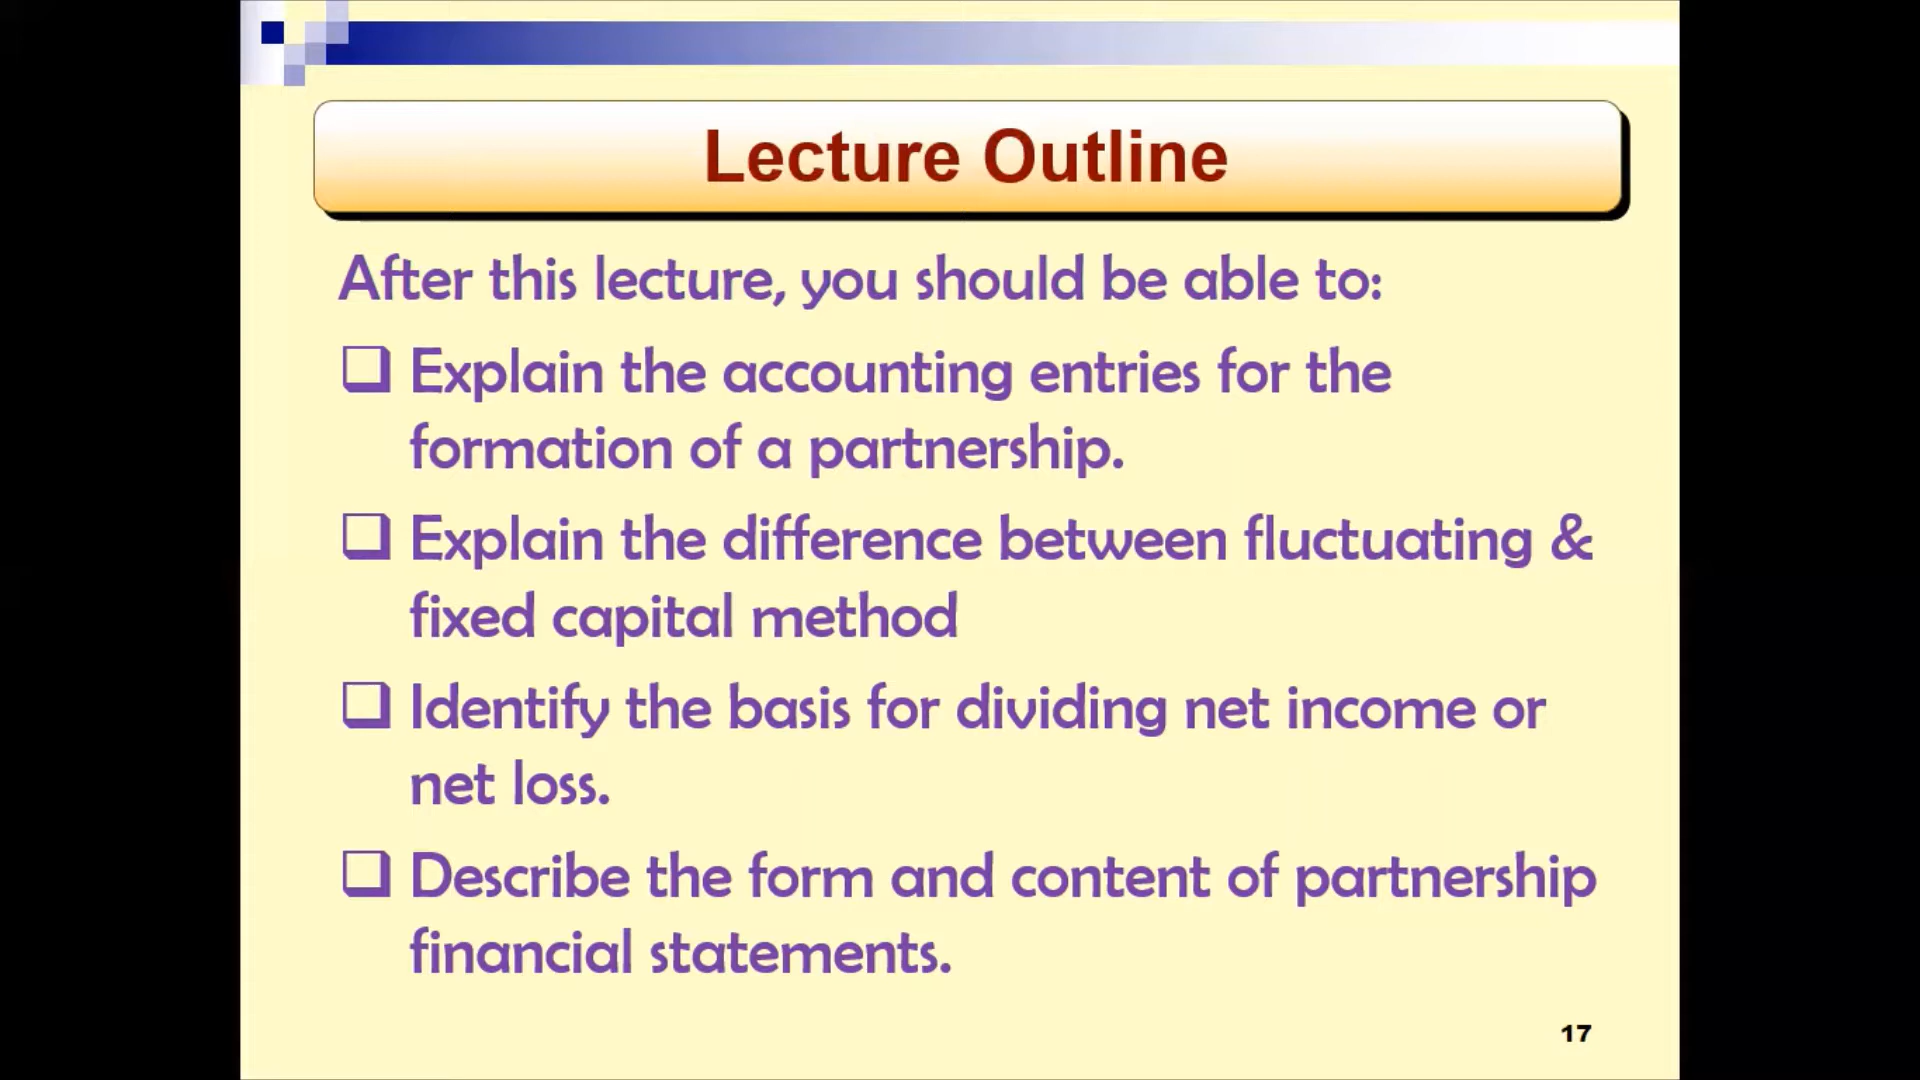 Lecture Outline
After this lecture, you should be able to:
❑ Explain the accounting entries for the
formation of a partnership.
❑ Explain the difference between fluctuating &
fixed capital method
❑ Identify the basis for dividing net income or
net loss.
❑ Describe the form and content of partnership
financial statements.
17